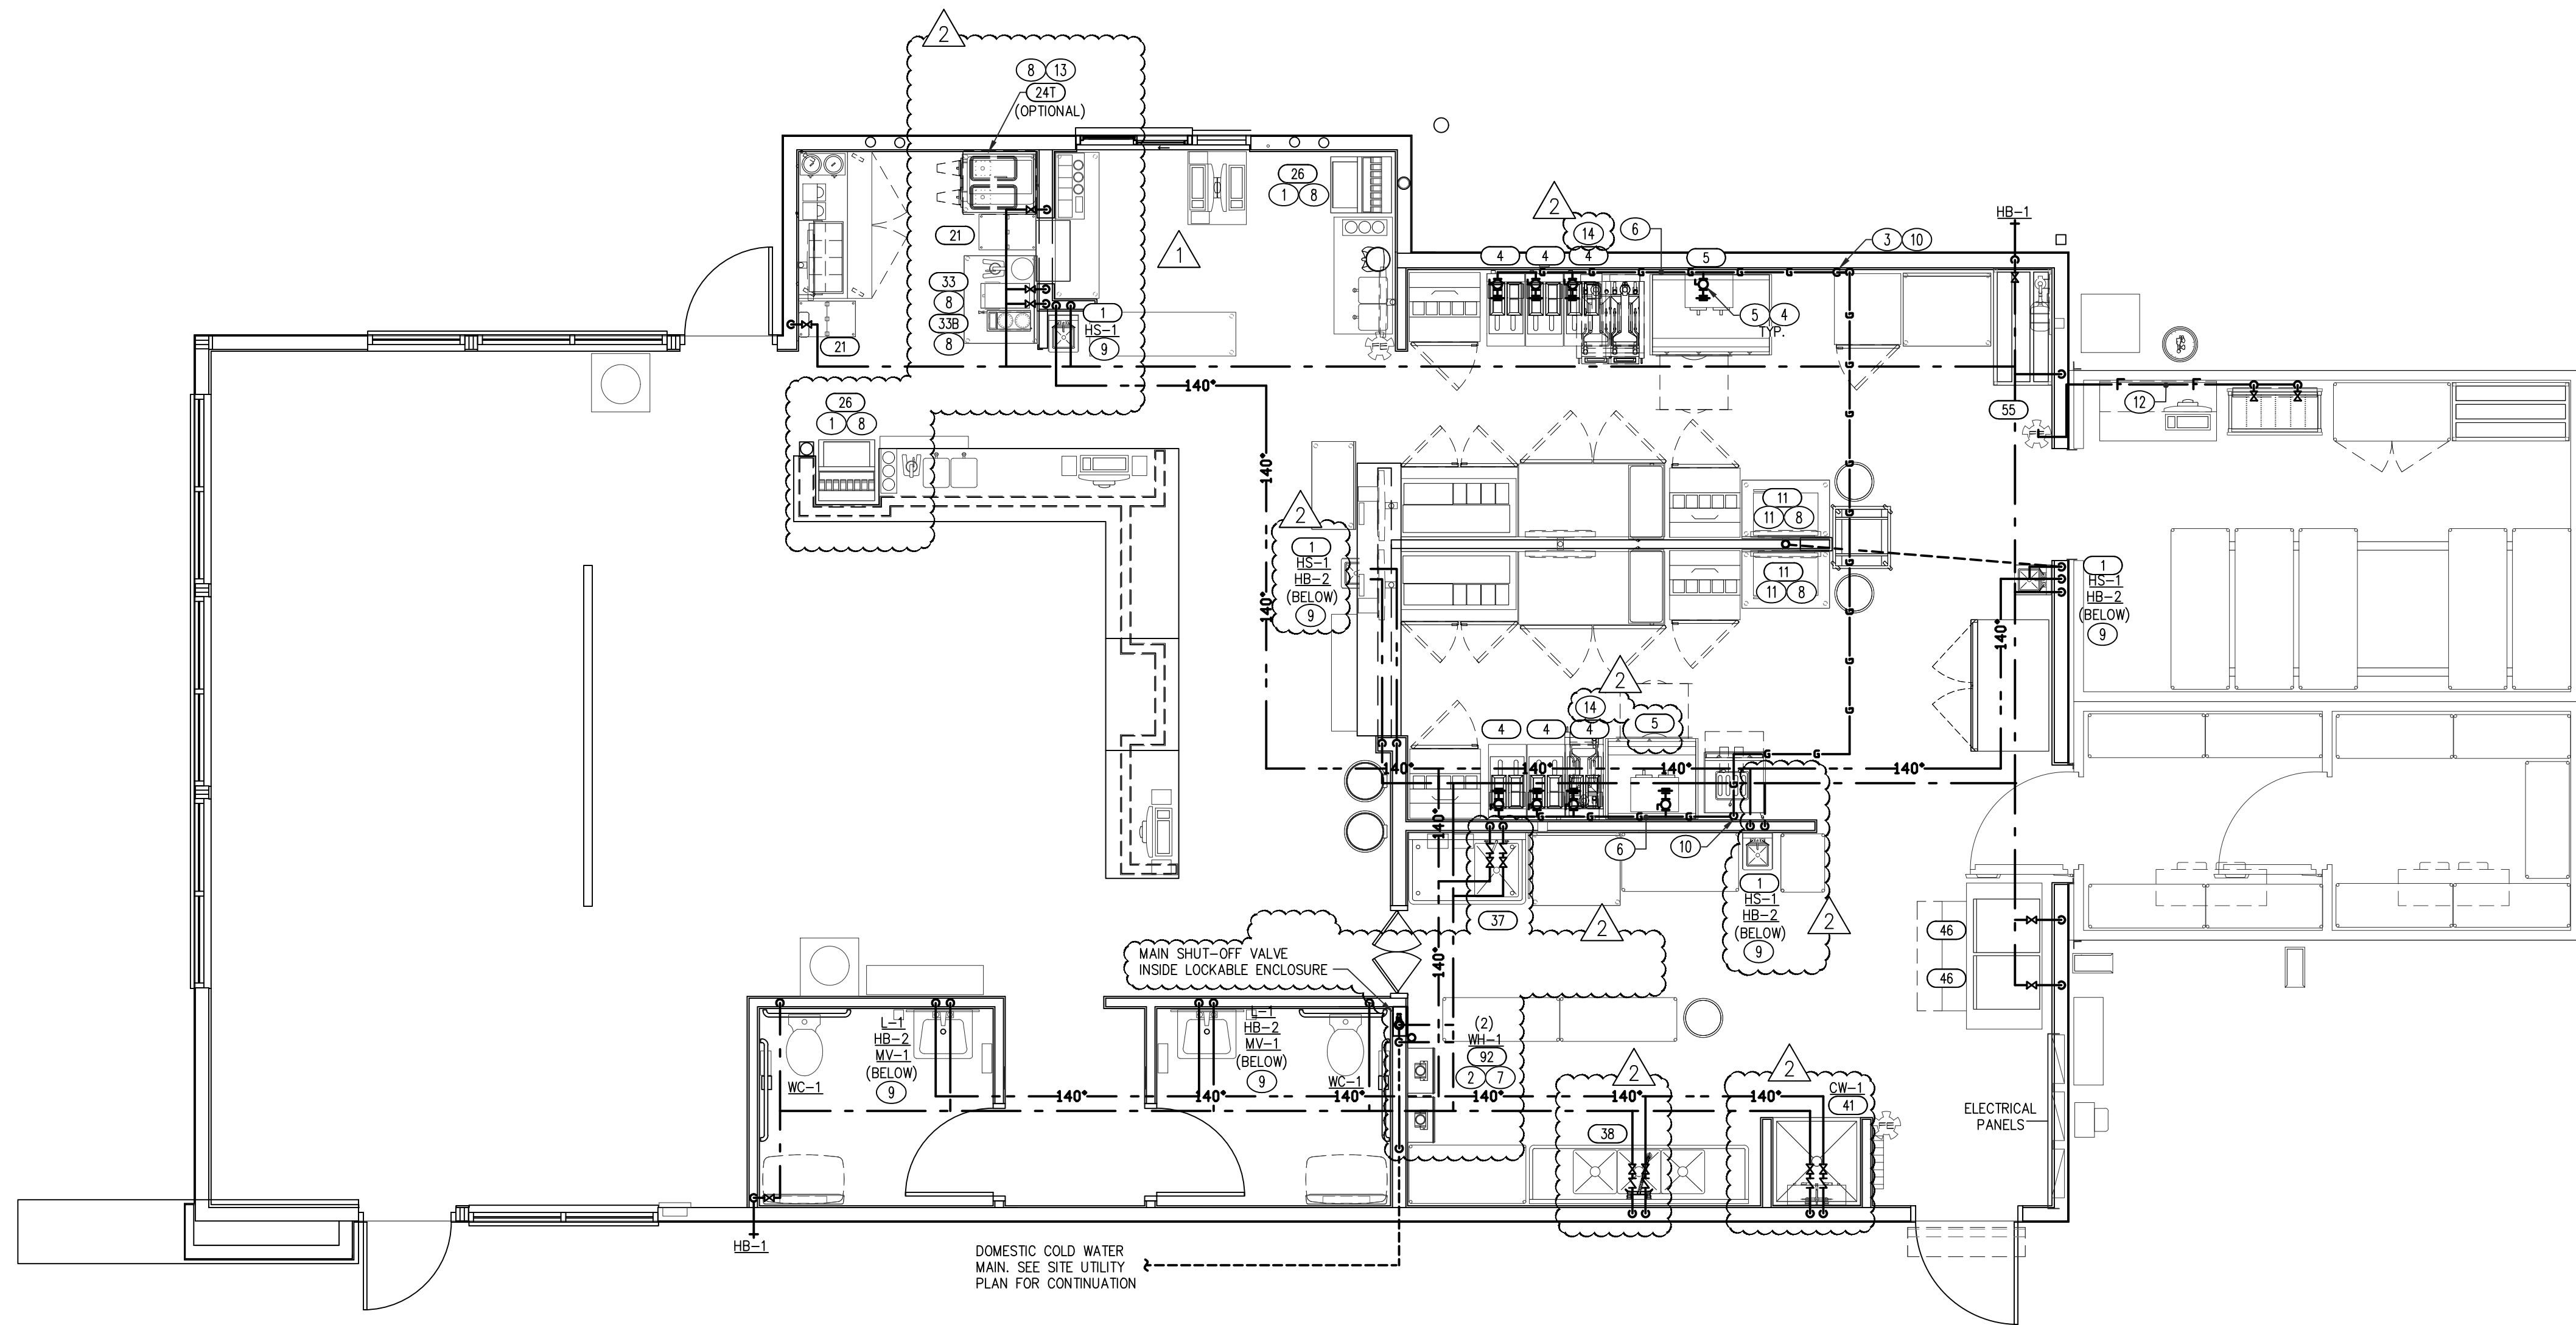 2
8 13
24T
(OPTIONAL)
26
1 8
2
14
6
3 10
HB-1
4 4 4
5
21
1
33
8
33B
8
1
HS-1
9
5 4
TYP.
21
140°
26
1 8
55
F F
12
140°
G
2
1
HS-1
HB-2
(BELOW)
9
140°
11
11 8
11
11 8
1
HS-1
HB-2
(BELOW)
9
140°
2
14
5
4 4 4
G G
140° 140° 140° 140°
G G G G
140°
6
10
37
2
1
HS-1
HB-2
(BELOW)
9
2
46
46
MAIN SHUT-OFF VALVE
INSIDE LOCKABLE ENCLOSURE
140°
L-1
HB-2
MV-1
(BELOW)
9
WC-1
L-1
HB-2
MV-1
(BELOW)
9
WC-1
(2)
WH-1
92
2 7
140° 140° 140° 140° 140° 140°
2
2
CW-1
41
38
ELECTRICAL
PANELS
HB-1
DOMESTIC COLD WATER
MAIN. SEE SITE UTILITY
PLAN FOR CONTINUATION